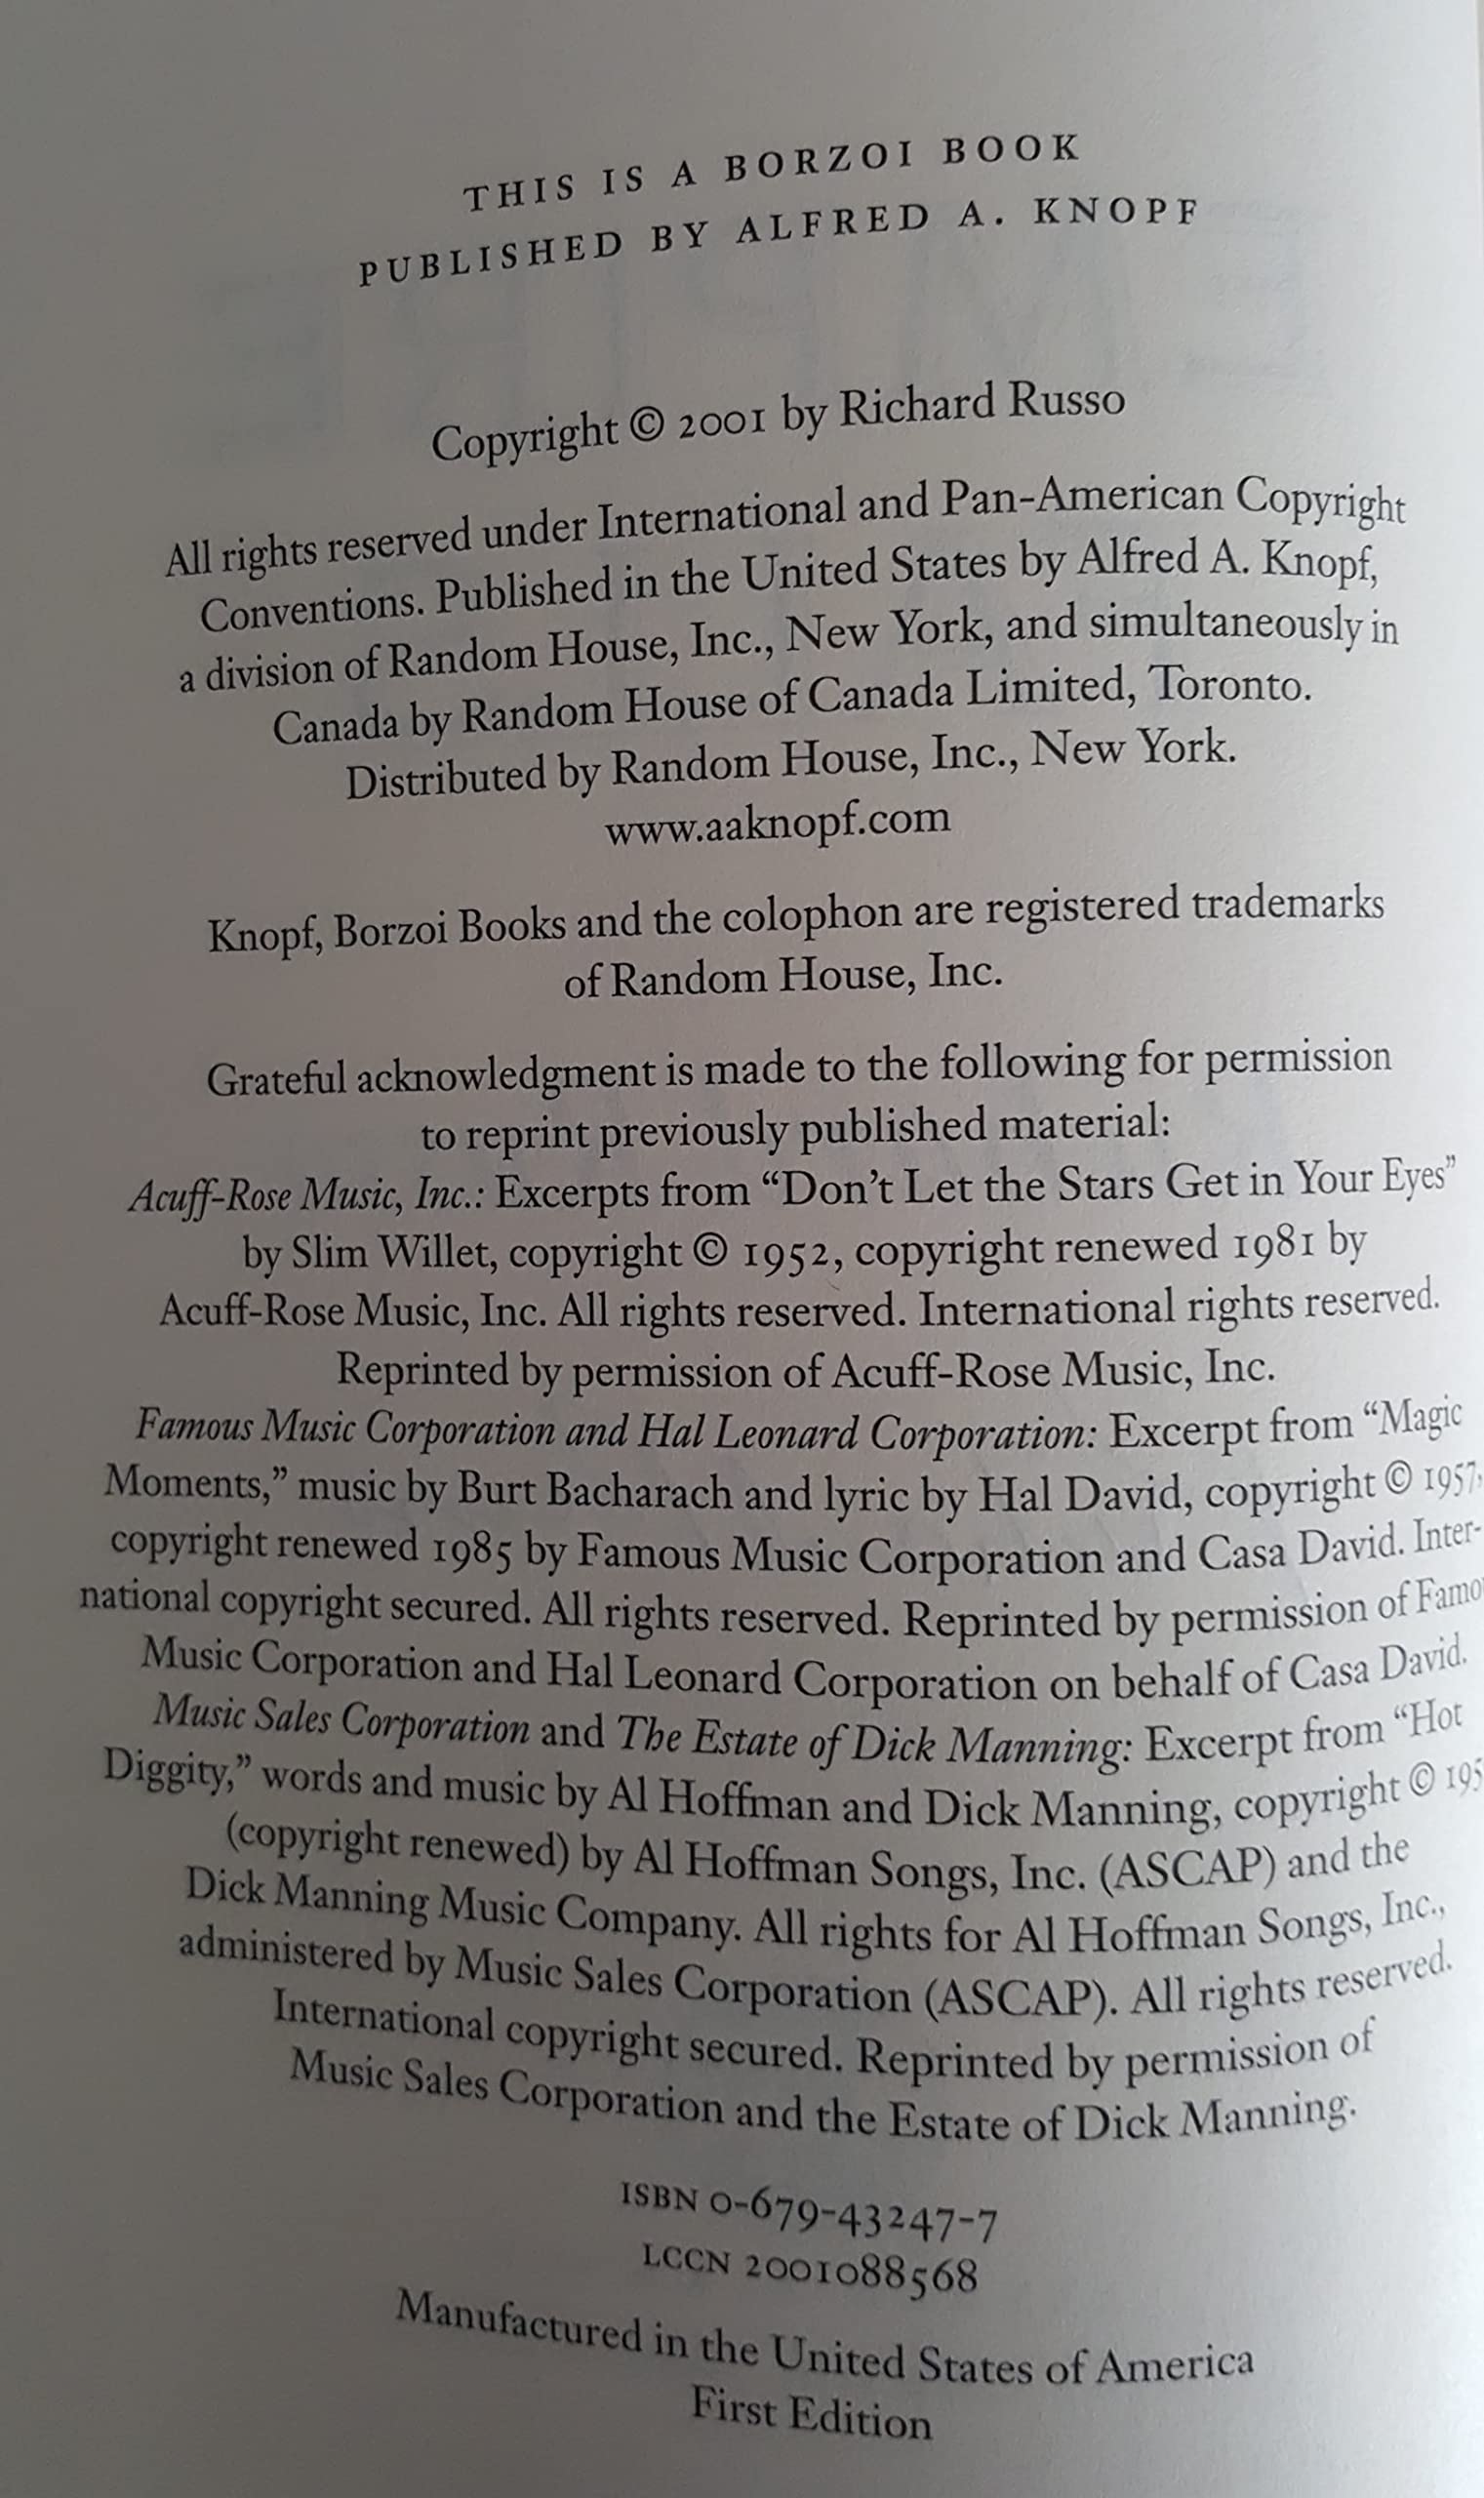 THIS IS A BORZOI BOOK
PUBLISHED BY ALFRED A. KNOPF
Copyright © 2001 by Richard Russo
All rights reserved under International and Pan-American Copyright
Conventions. Published in the United States by Alfred A. Knopf,
a division of Random House, Inc., New York, and simultaneously in
Canada by Random House of Canada Limited, Toronto.
Distributed by Random House, Inc., New York.
www.aaknopf.com
Knopf, Borzoi Books and the colophon are registered trademarks
of Random House, Inc.
Grateful acknowledgment is made to the following for permission
to reprint previously published material:
Acuff-Rose Music, Inc.: Excerpts from “Don’t Let the Stars Get in Your Eyes”
by Slim Willet, copyright © 1952, copyright renewed 1981 by
Acuff-Rose Music, Inc. All rights reserved. International rights reserved.
Reprinted by permission of Acuff-Rose Music, Inc.
Famous Music Corporation and Hal Leonard Corporation: Excerpt from “Magic
Moments,” music by Burt Bacharach and lyric by Hal David, copyright © 1957,
copyright renewed 1985 by Famous Music Corporation and Casa David. Inter-
national copyright secured. All rights reserved. Reprinted by permission of
Music Corporation and Hal Leonard Corporation on behalf of Casa David.
Music Sales Corporation and The Estate of Dick Manning: Excerpt from “Hot
Diggity,” words and music by Al Hoffman and Dick Manning, copyright ©
(copyright renewed) by Al Hoffman Songs, Inc. (ASCAP) and the
Dick Manning Music Company. All rights for Al Hoffman Songs, Inc.,
administered by Music Sales Corporation (ASCAP). All rights reserved.
International copyright secured. Reprinted by permission of
Music Sales Corporation and the Estate of Dick Manning.
ISBN 0-679-43247-7
LCCN 2001088568
Manufactured in the United States of America
First Edition